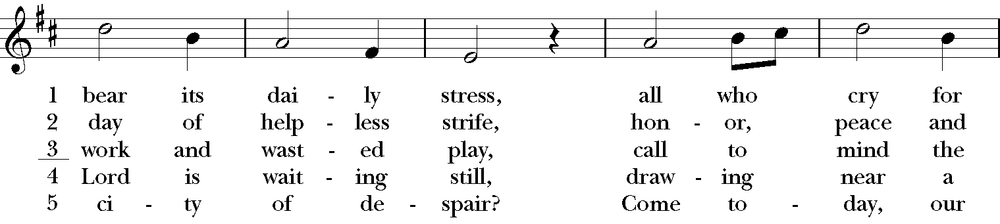 1 bear its dai - ly stress, all who cry for
2 day of help - less strife, hon - or, peace and
3 work and wast - ed play, call to mind the
4 Lord is wait - ing still, draw - ing near a
5 ci - ty of de - spair? Come to - day, our